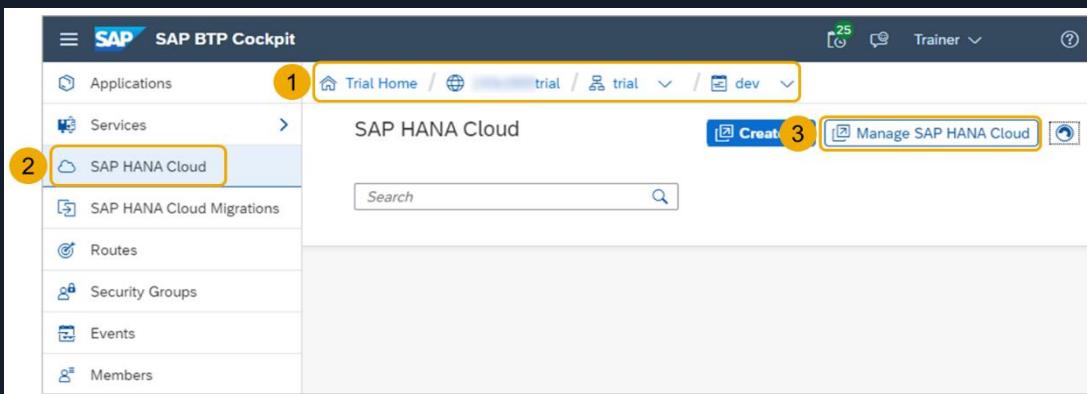 SAP SAP BTP Cockpit
25
Trainer
Applications
1
Trial Home / trial / trial / dev
Services
SAP HANA Cloud
3
Manage SAP HANA Cloud
2
SAP HANA Cloud
Search
SAP HANA Cloud Migrations
Routes
Security Groups
Events
Members